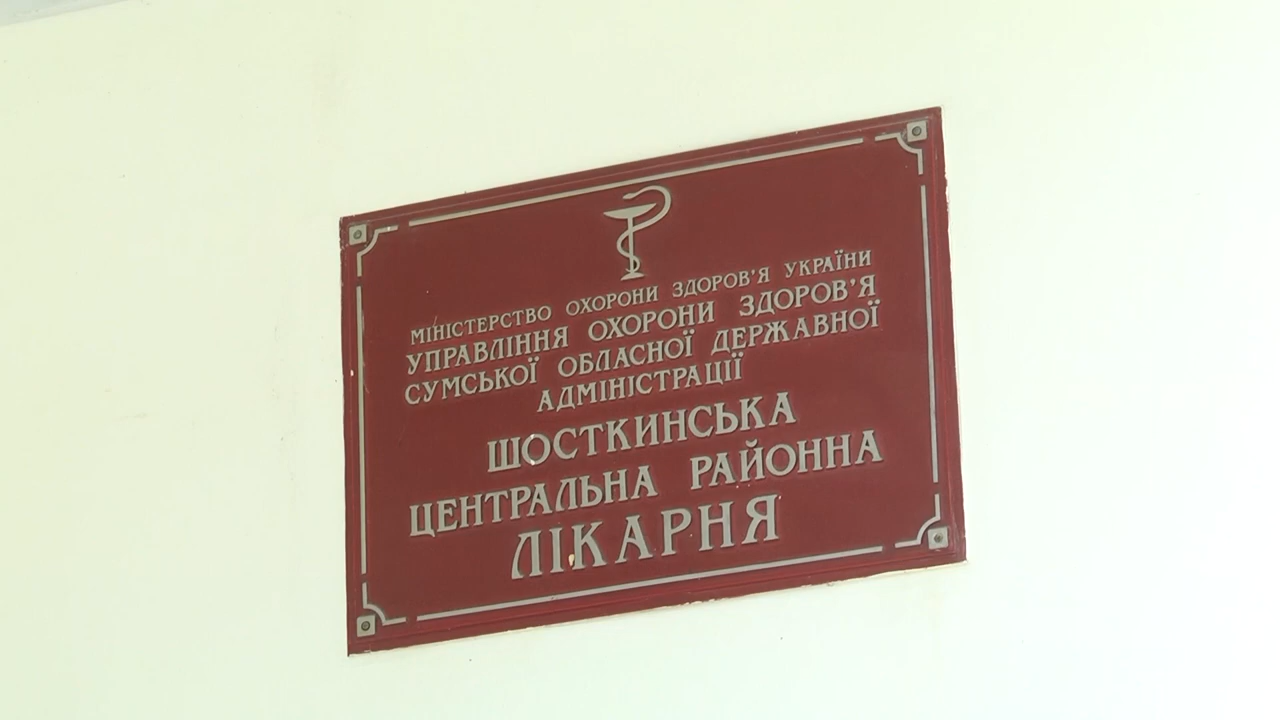 МІНІСТЕРСТВО ОХОРОНИ ЗДОРОВ'Я УКРАЇНИ
УПРАВЛІННЯ ОХОРОНИ ЗДОРОВ'Я
СУМСЬКОЇ ОБЛАСНОЇ ДЕРЖАВНОЇ
АДМІНІСТРАЦІЇ
ШОСТКИНСЬКА
ЦЕНТРАЛЬНА РАЙОННА
ЛІКАРНЯ